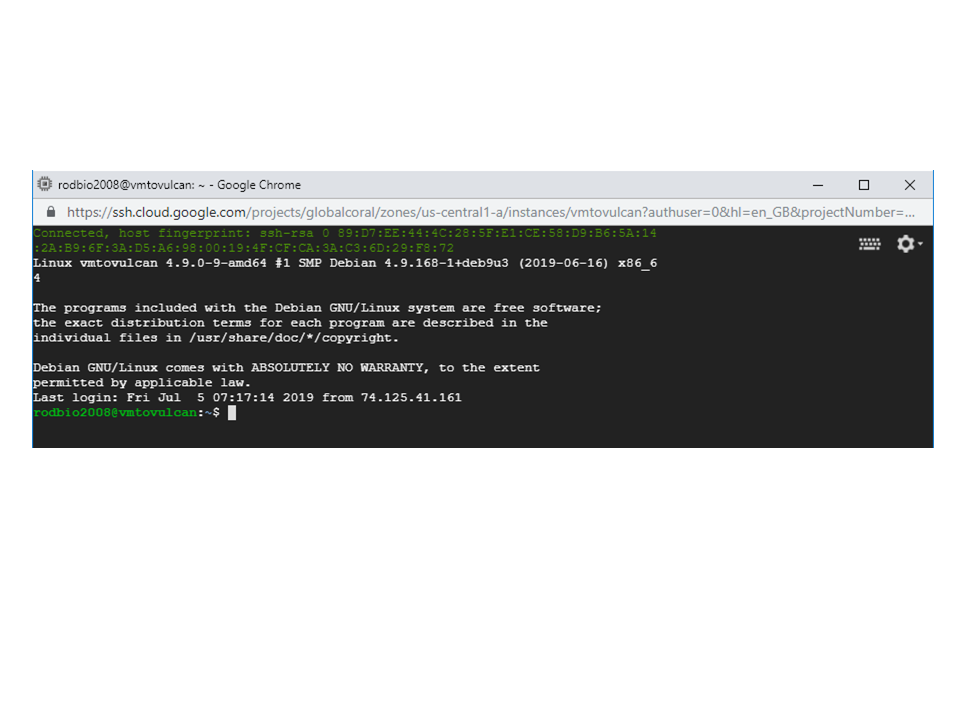 rodbio2008@vmtovulcan: ~ - Google Chrome
https://ssh.cloud.google.com/projects/globalcoral/zones/us-central1-a/instances/vmtovulcan?authuser=0&hl=en_GB&projectNumber=...
Connected, host fingerprint: ssh-rsa 0 89:D7:EE:44:4C:28:5F:E1:CE:58:D9:B6:5A:14
:2A:B9:6F:3A:D5:A6:98:00:19:4F:CF:CA:3A:C3:6D:29:F8:72
Linux vmtovulcan 4.9.0-9-amd64 #1 SMP Debian 4.9.168-1+deb9u3 (2019-06-16) x86_6
4
The programs included with the Debian GNU/Linux system are free software;
the exact distribution terms for each program are described in the
individual files in /usr/share/doc/*/copyright.
Debian GNU/Linux comes with ABSOLUTELY NO WARRANTY, to the extent
permitted by applicable law.
Last login: Fri Jul  5 07:17:14 2019 from 74.125.41.161
rodbio2008@vmtovulcan:~$